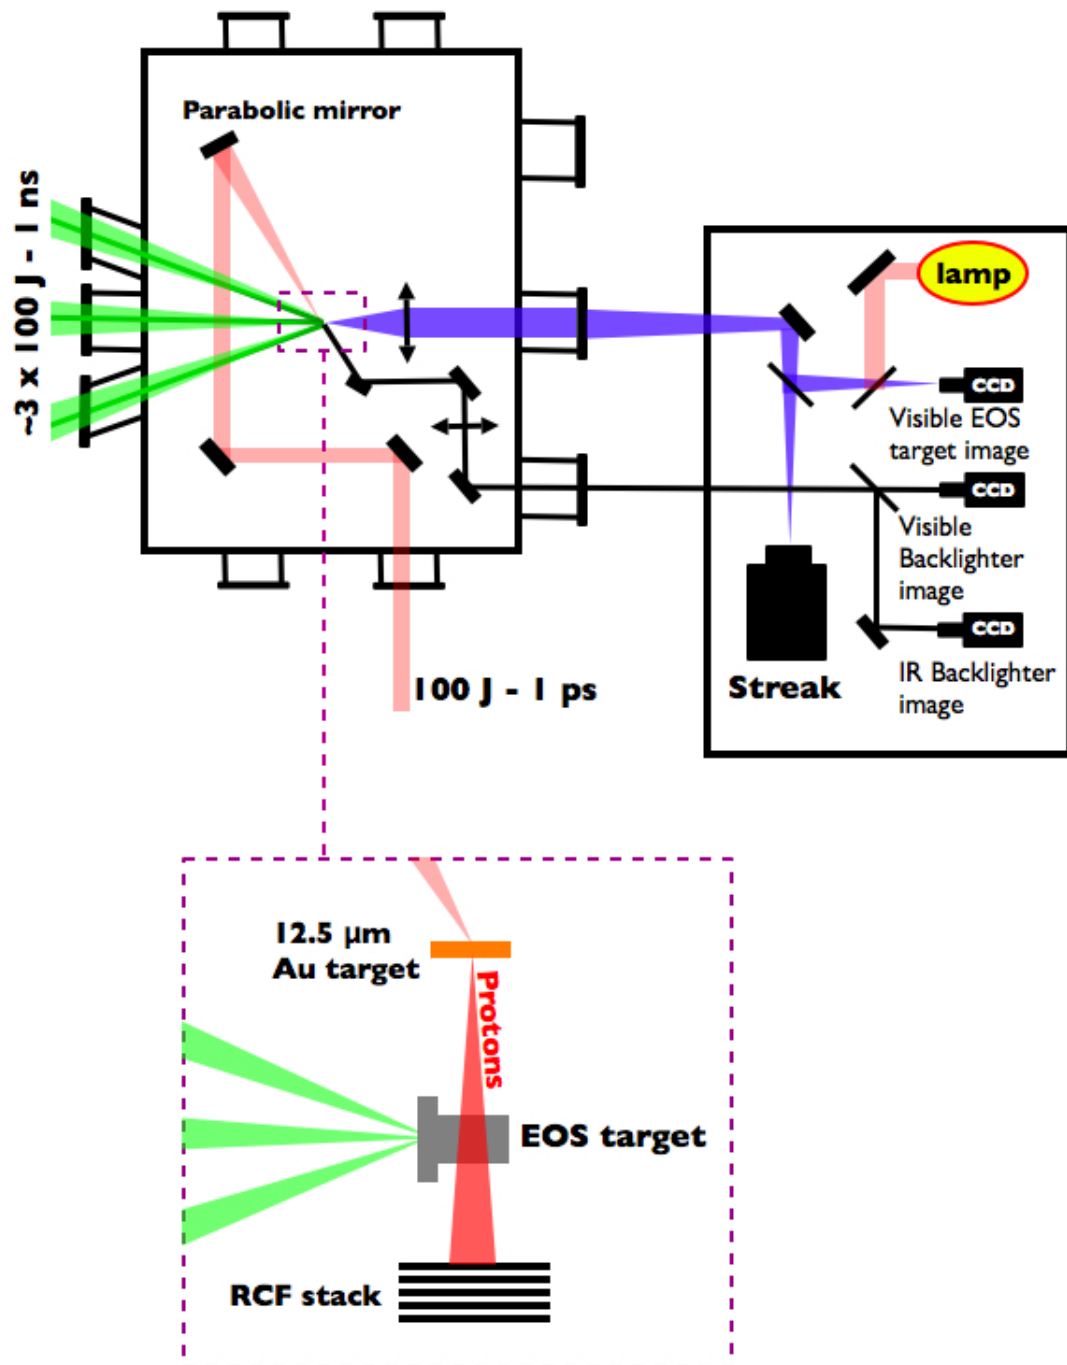 Parabolic mirror
~3 x 100 J - 1 ns
lamp
CCD
Visible EOS
target image
CCD
Visible
Backlighter
image
CCD
IR Backlighter
image
Streak
100 J - 1 ps
12.5 μm
Au target
Protons
EOS target
RCF stack